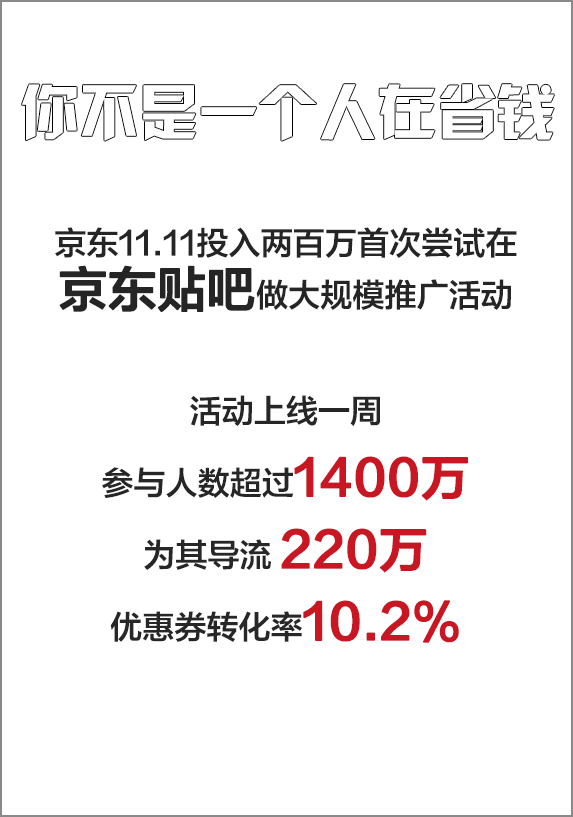 你不是一个人在省钱
京东11.11投入两百万首次尝试在
京东贴吧做大规模推广活动
活动上线一周
参与人数超过1400万
为其导流 220万
优惠券转化率10.2%